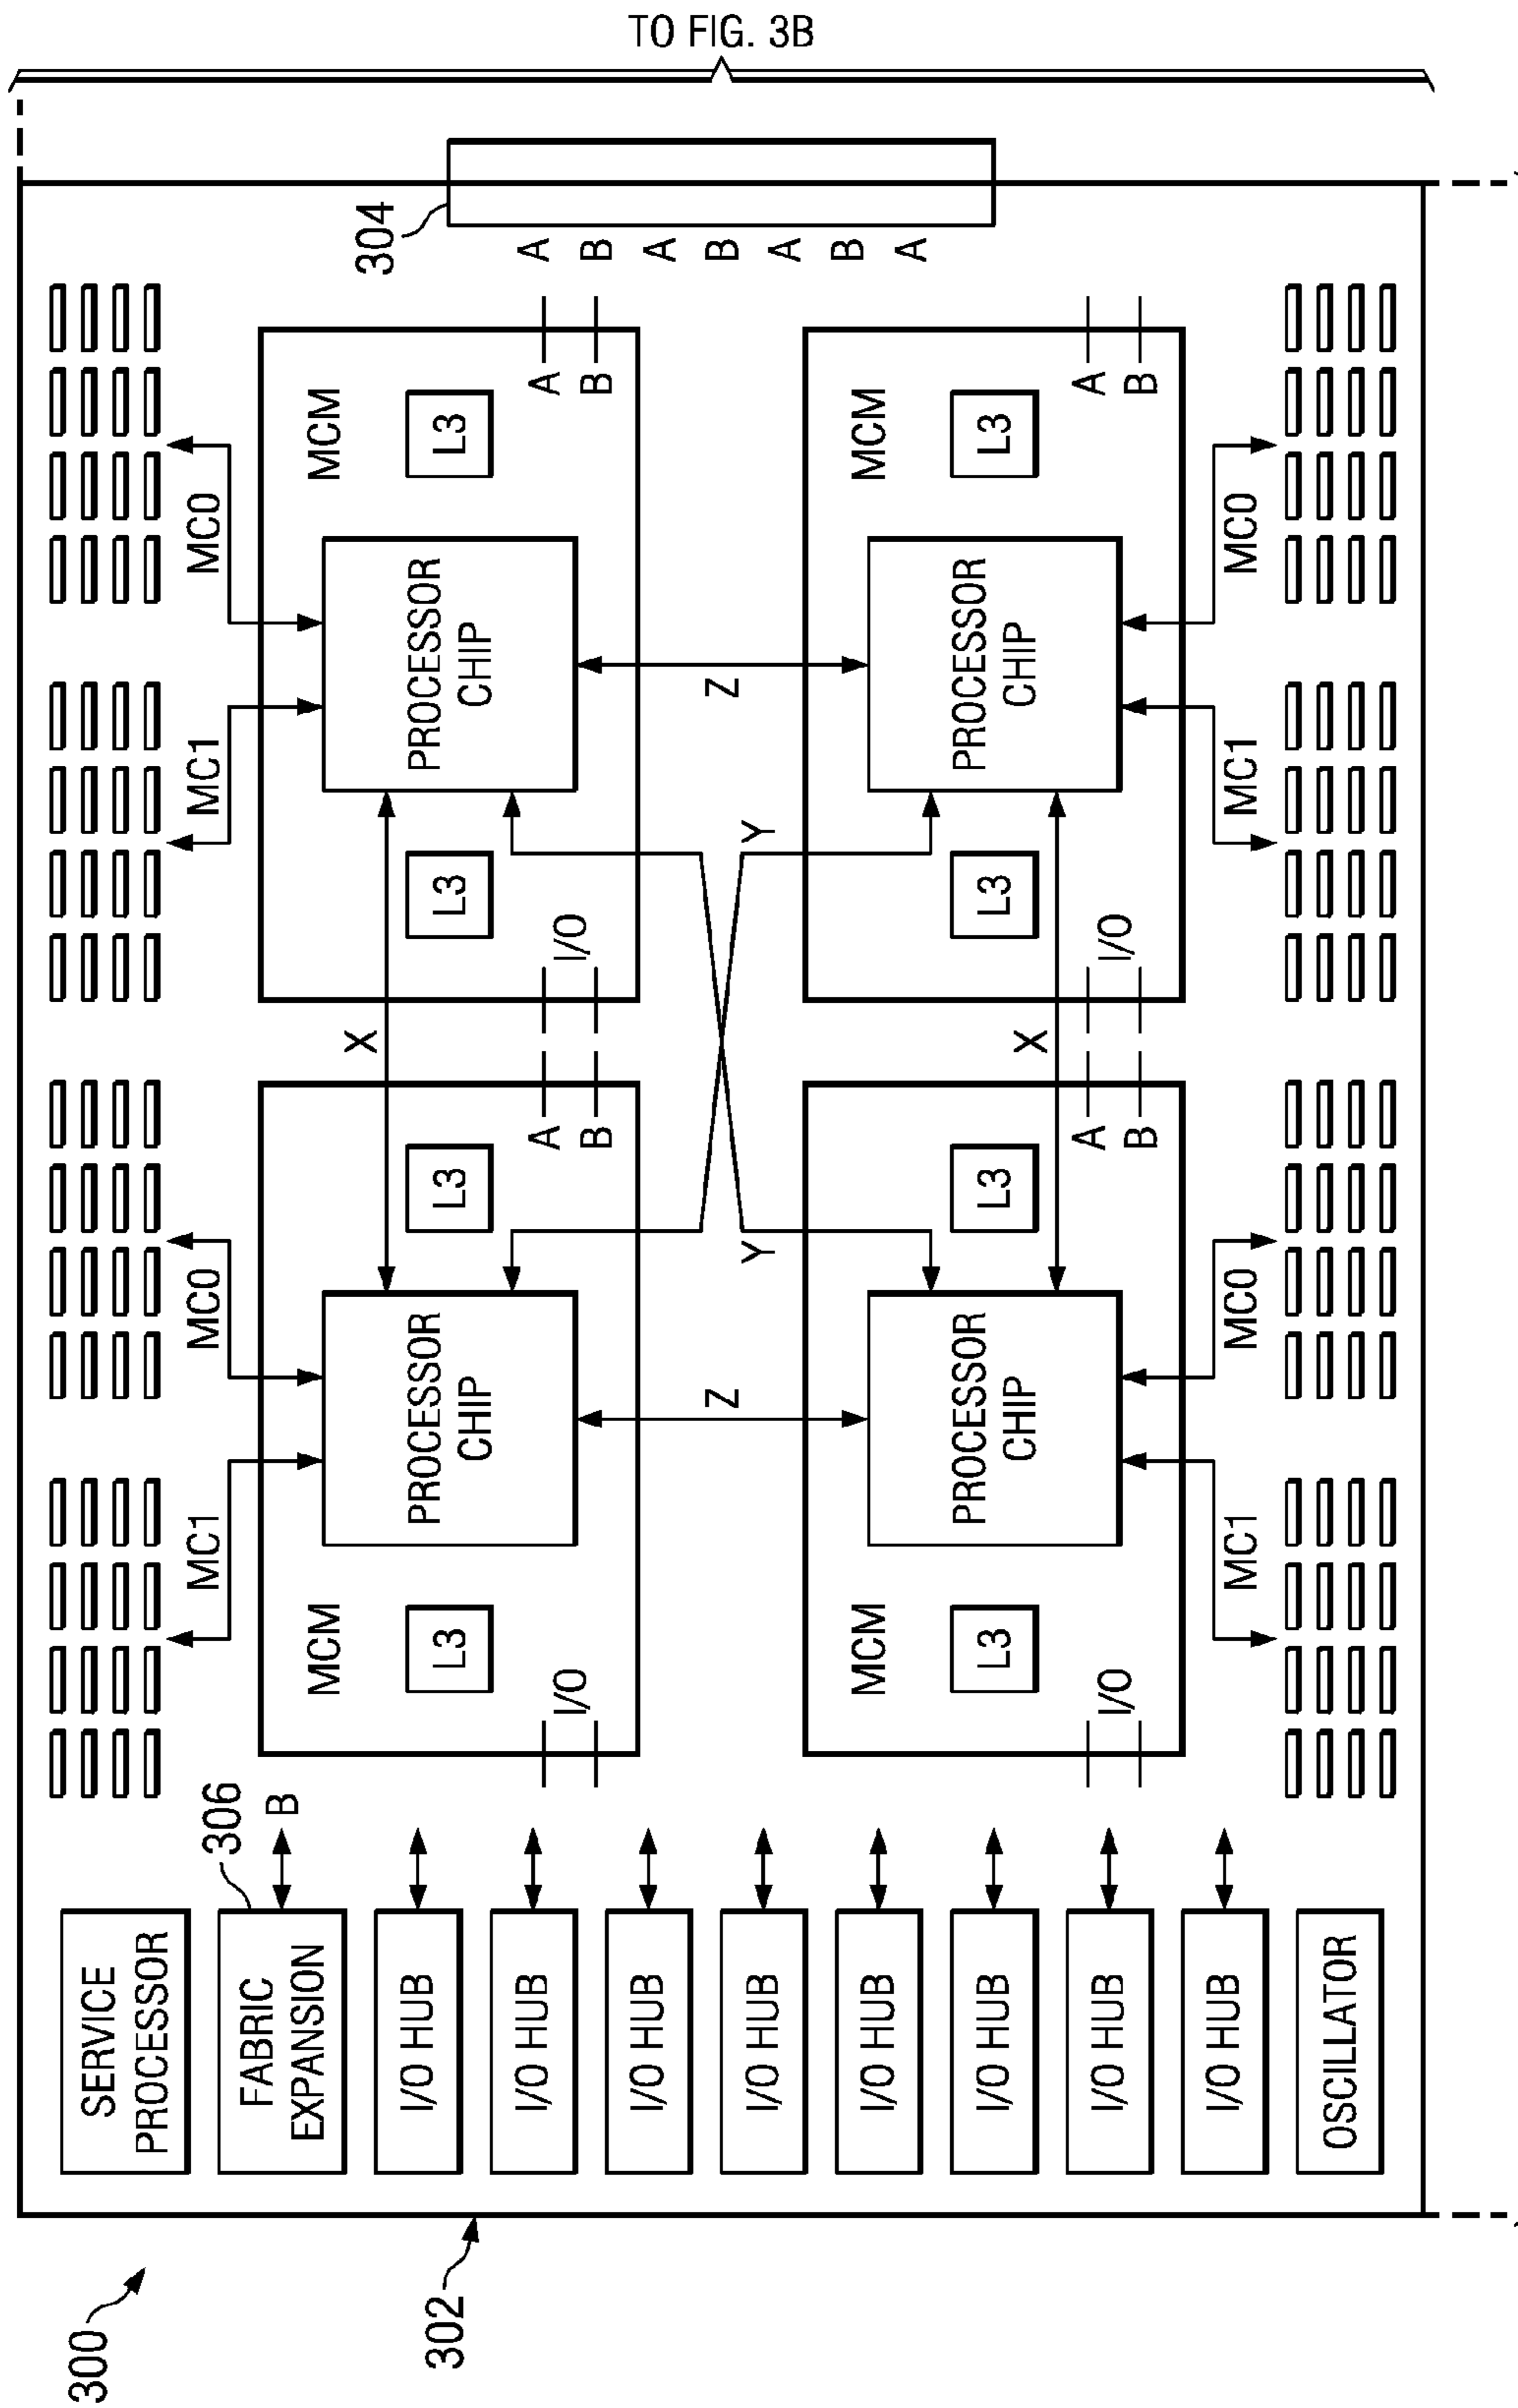 TO FIG. 3B
300
302
SERVICE
PROCESSOR
FABRIC
EXPANSION
306
B
I/O HUB
I/O HUB
I/O HUB
I/O HUB
I/O HUB
I/O HUB
I/O HUB
I/O HUB
OSCILLATOR
MC1
MC0
MC1
MC0
MCM
L3
PROCESSOR
CHIP
L3
I/O
A
B
X
MCM
L3
PROCESSOR
CHIP
L3
I/O
A
B
304
A
B
A
B
A
B
A
Z
Y
Y
Z
MCM
L3
PROCESSOR
CHIP
L3
I/O
A
B
X
MCM
L3
PROCESSOR
CHIP
L3
I/O
A
B
MC1
MC0
MC1
MC0